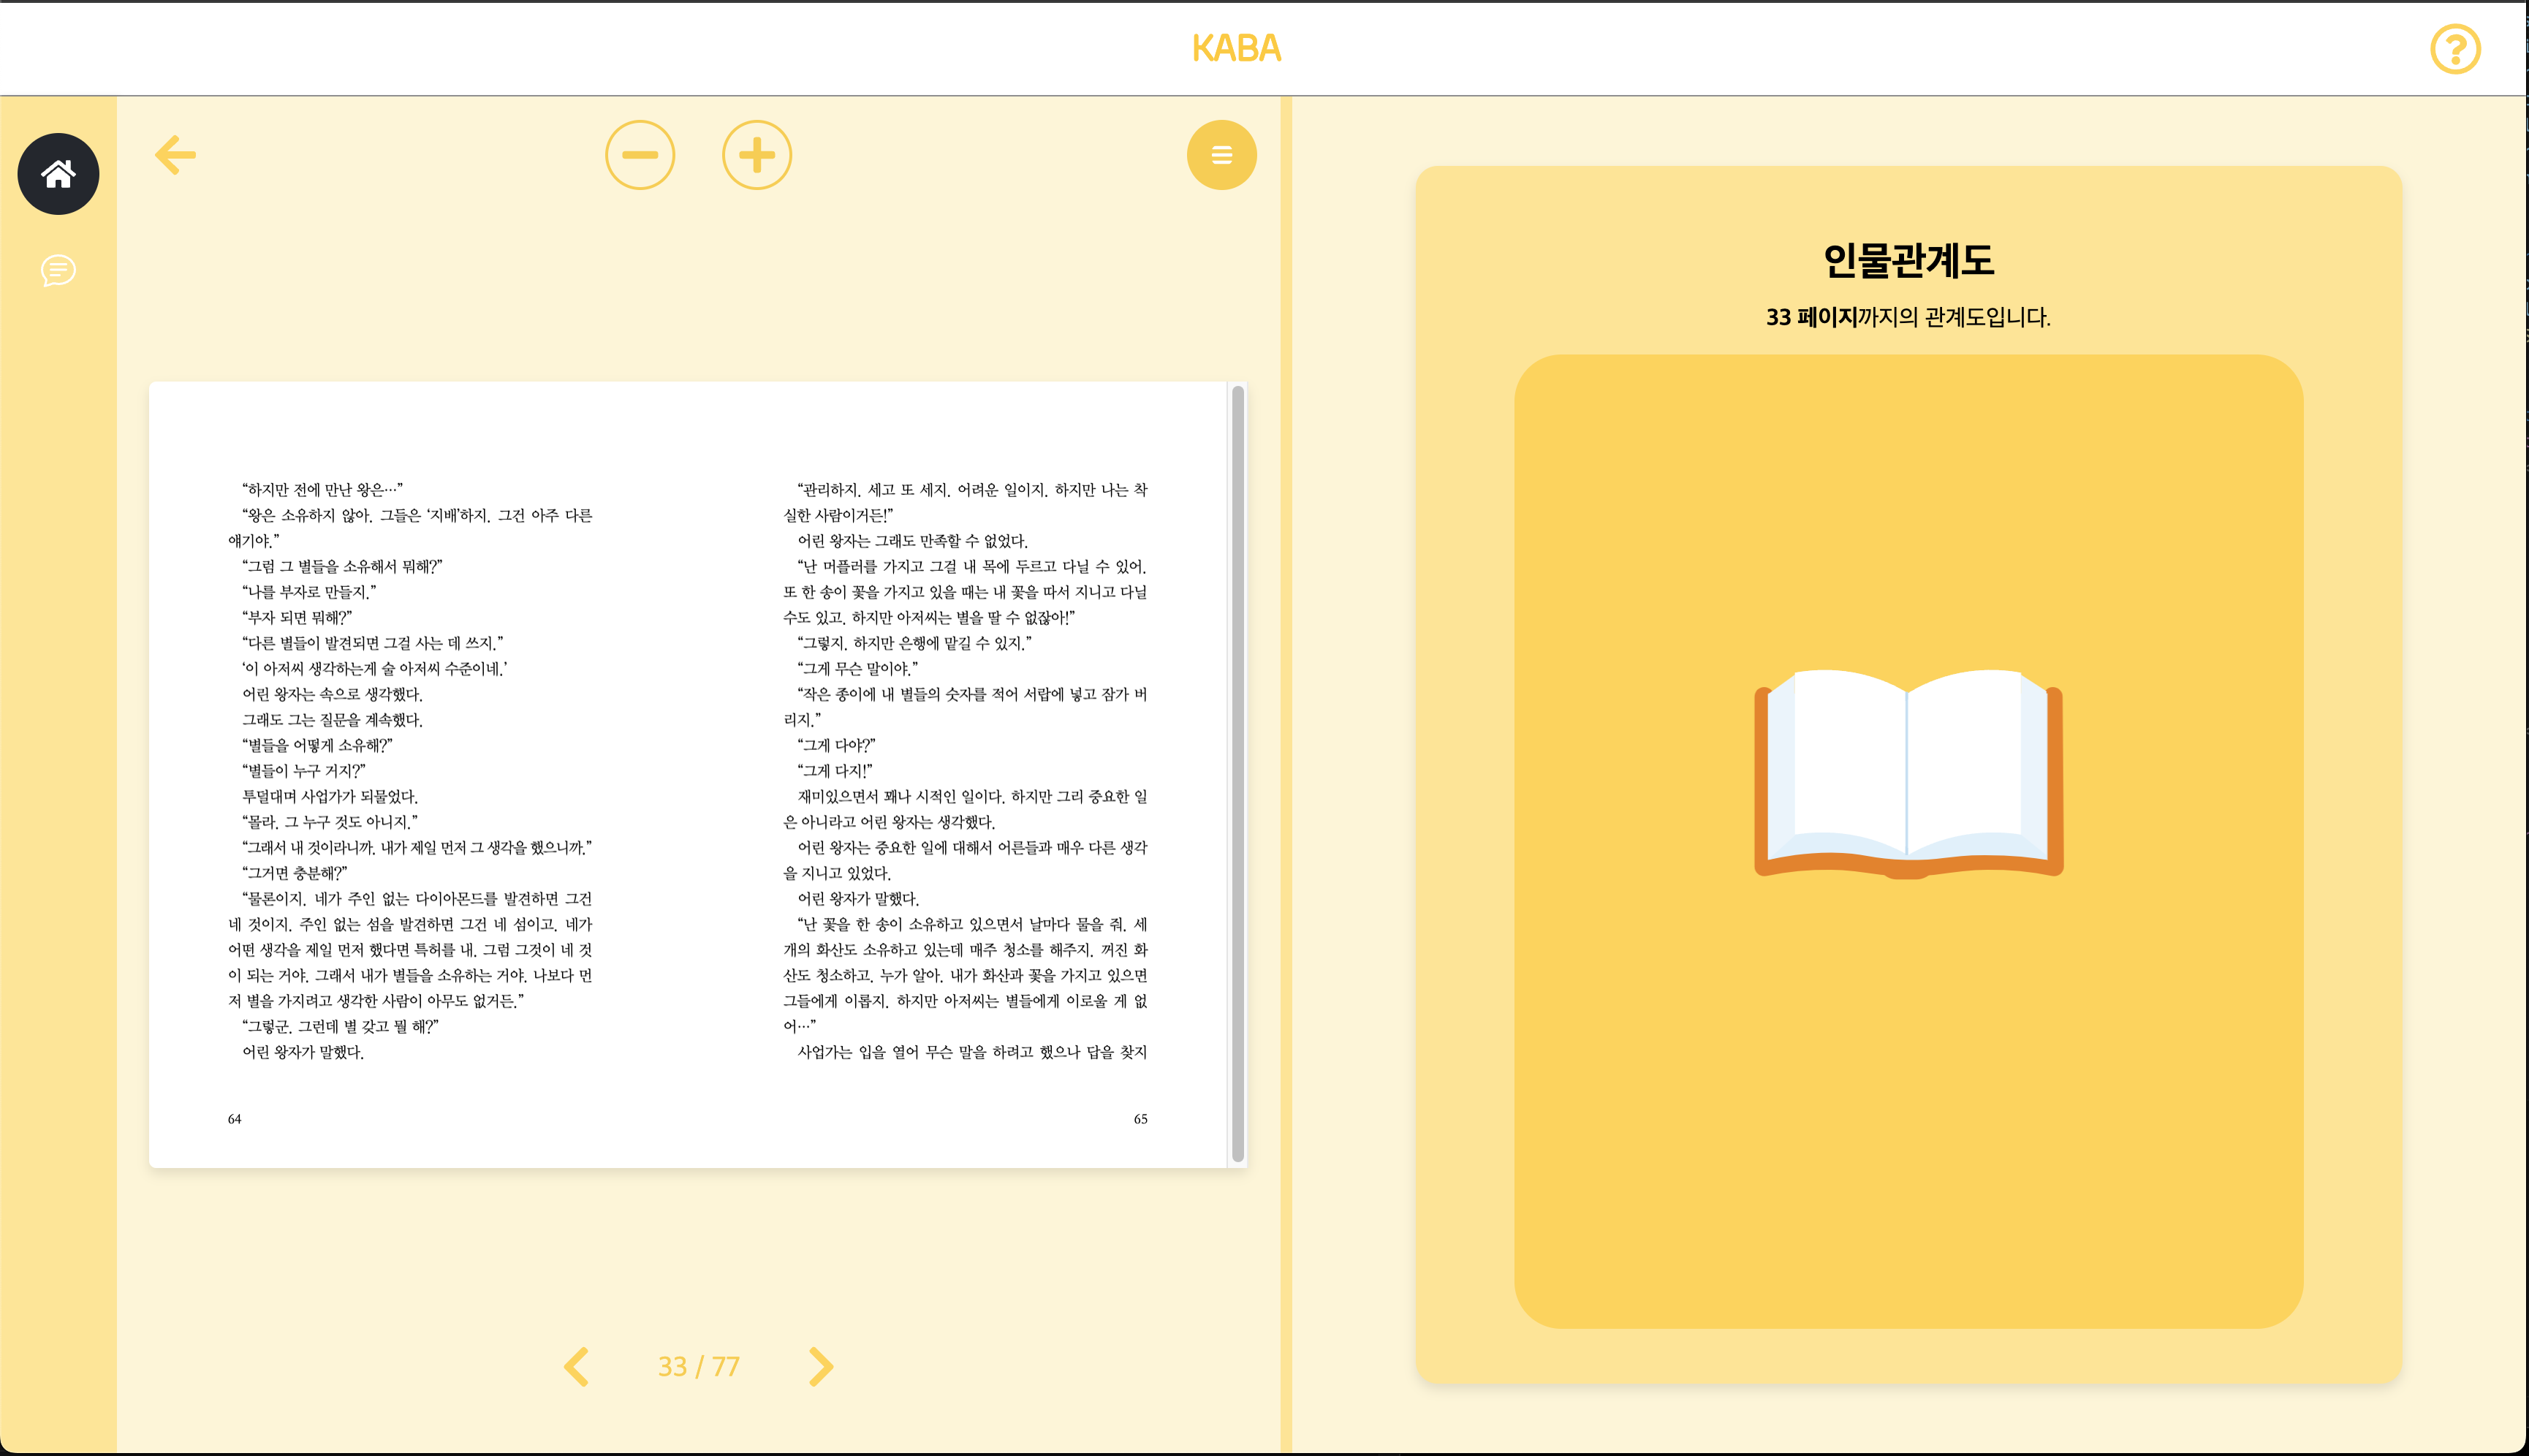 KABA
“하지만 전에 만난 왕은…”
“왕은 소유하지 않아. 그들은 ‘지배’하지. 그건 아주 다른
얘기야.”
“그럼 그 별들을 소유해서 뭐해?”
“나를 부자로 만들지.”
“부자 되면 뭐해?”
“다른 별들이 발견되면 그걸 사는 데 쓰지.”
‘이 아저씨 생각하는게 술 아저씨 수준이네.’
어린 왕자는 속으로 생각했다.
그래도 그는 질문을 계속했다.
“별들을 어떻게 소유해?”
“별들이 누구 거지?”
투덜대며 사업가가 되물었다.
“몰라. 그 누구 것도 아니지.”
“그래서 내 것이라니까. 내가 제일 먼저 그 생각을 했으니까.”
“그거면 충분해?”
“물론이지. 네가 주인 없는 다이아몬드를 발견하면 그건
네 것이지. 주인 없는 섬을 발견하면 그건 네 섬이고. 네가
어떤 생각을 제일 먼저 했다면 특허를 내. 그럼 그것이 네 것
이 되는 거야. 그래서 내가 별들을 소유하는 거야. 나보다 먼
저 별을 가지려고 생각한 사람이 아무도 없거든.”
“그렇군. 그런데 별 갖고 뭘 해?”
어린 왕자가 말했다.
64
“관리하지. 세고 또 세지. 어려운 일이지. 하지만 나는 착
실한 사람이거든!”
어린 왕자는 그래도 만족할 수 없었다.
“난 머플러를 가지고 그걸 내 목에 두르고 다닐 수 있어.
또 한 송이 꽃을 가지고 있을 때는 내 꽃을 따서 지니고 다닐
수도 있고. 하지만 아저씨는 별을 딸 수 없잖아!”
“그렇지. 하지만 은행에 맡길 수 있지.”
“그게 무슨 말이야.”
“작은 종이에 내 별들의 숫자를 적어 서랍에 넣고 잠가 버
리지.”
“그게 다야?”
“그게 다지!”
재미있으면서 꽤나 시적인 일이다. 하지만 그리 중요한 일
은 아니라고 어린 왕자는 생각했다.
어린 왕자는 중요한 일에 대해서 어른들과 매우 다른 생각
을 지니고 있었다.
어린 왕자가 말했다.
“난 꽃을 한 송이 소유하고 있으면서 날마다 물을 줘. 세
개의 화산도 소유하고 있는데 매주 청소를 해주지. 꺼진 화
산도 청소하고. 누가 알아. 내가 화산과 꽃을 가지고 있으면
그들에게 이롭지. 하지만 아저씨는 별들에게 이로울 게 없
어…”
사업가는 입을 열어 무슨 말을 하려고 했으나 답을 찾지
65
33 / 77
인물관계도
33 페이지까지의 관계도입니다.